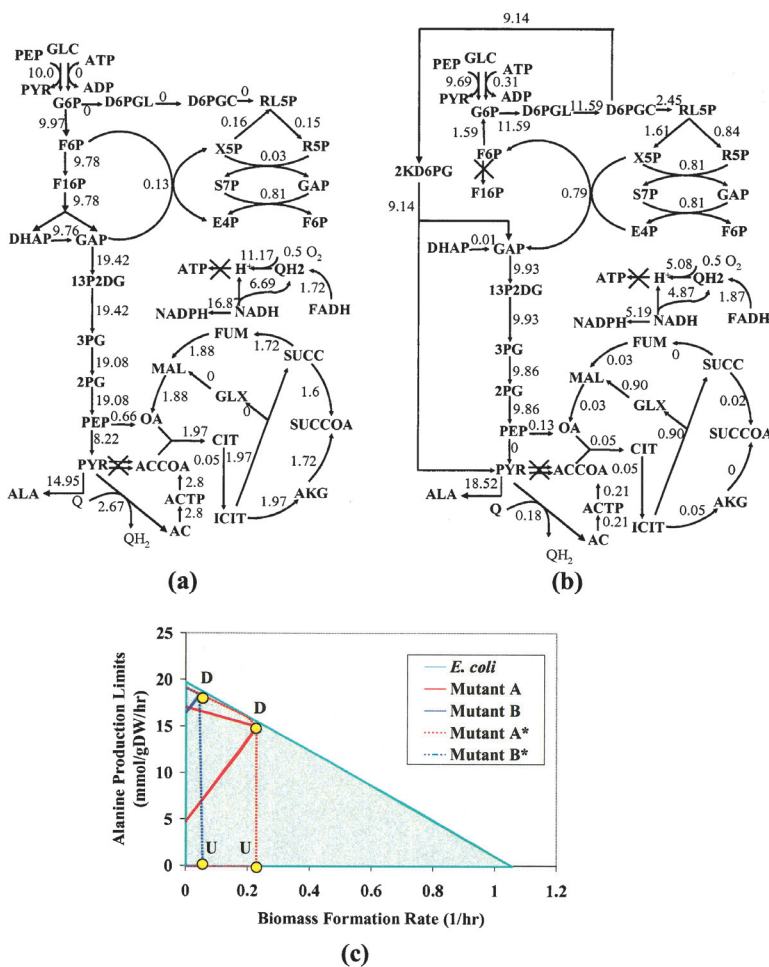 GLC
PEP ATP
10.0 0
PYR ADP
G6P 0 D6PGL 0 D6PGC 0 RL5P
9.97
0.16 0.15
F6P
X5P R5P
9.78
0.03
F16P
0.13
S7P GAP
9.78
0.81
DHAP 9.76 GAP
E4P F6P
19.42
11.17 0.5 O2
ATP H+ QH2
13P2DG
6.69 1.72
16.87
NADPH NADH FADH
19.42
FUM
1.88 1.72
3PG
MAL SUCC
19.08
0
2PG
1.88 GLX 1.6
19.08
0
PEP 0.66 OA SUCCOA
8.22
1.97 CIT
1.72
PYR ACCOA 0.05 1.97
14.95
2.8
ALA Q ACTP AKG
2.67 2.8 1.97
QH2 AC ICIT
(a)
9.14
GLC
PEP ATP
9.69 0.31
PYR ADP
G6P D6PGL 11.59 D6PGC 2.45 RL5P
11.59
1.59
1.61 0.84
F6P
X5P R5P
2KD6PG
0.81
F16P
0.79
S7P GAP
9.14
0.81
E4P F6P
DHAP 0.01 GAP
9.93
5.08 0.5 O2
ATP H+ QH2
13P2DG
4.87
5.19 1.87
NADPH NADH FADH
9.93
FUM
0.03 0
3PG
SUCC
MAL
9.86
0.90 0.02
2PG
GLX
0.03
9.86
PEP 0.13 OA SUCCOA
0.90
0
0.05 CIT
0
PYR ACCOA 0.05
18.52
0.21
ALA Q ACTP AKG
0.18 0.21 0.05
QH2 AC ICIT
(b)
Alanine Production Limits
(mmol/gDW/hr)
25
20
15
10
5
0
D
D
U
U
E. coli
Mutant A
Mutant B
Mutant A*
Mutant B*
0 0.2 0.4 0.6 0.8 1 1.2
Biomass Formation Rate (1/hr)
(c)